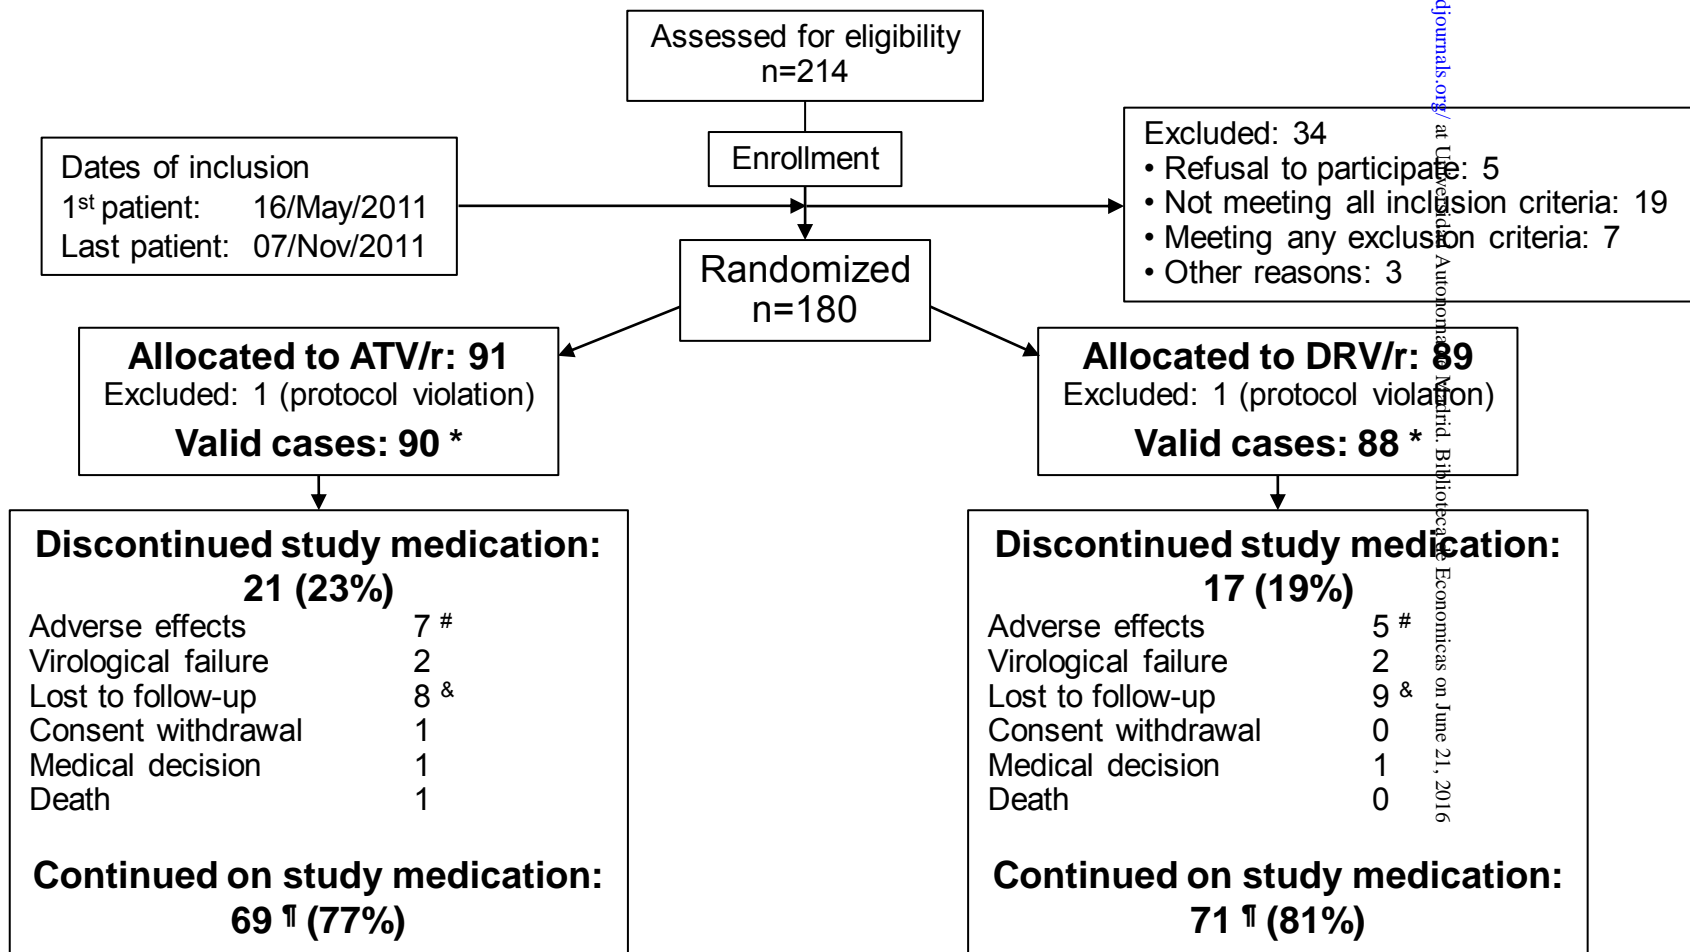 Assessed for eligibility
n=214
Enrollment
Dates of inclusion
1st patient: 16/May/2011
Last patient: 07/Nov/2011
Excluded: 34
• Refusal to participate: 5
• Not meeting all inclusion criteria: 19
• Meeting any exclusion criteria: 7
• Other reasons: 3
Randomized
n=180
Allocated to ATV/r: 91
Excluded: 1 (protocol violation)
Valid cases: 90 *
Allocated to DRV/r: 89
Excluded: 1 (protocol violation)
Valid cases: 88 *
Discontinued study medication:
21 (23%)
Adverse effects 7 #
Virological failure 2
Lost to follow-up 8 &
Consent withdrawal 1
Medical decision 1
Death 1
Continued on study medication:
69 ¶ (77%)
Discontinued study medication:
17 (19%)
Adverse effects 5 #
Virological failure 2
Lost to follow-up 9 &
Consent withdrawal 0
Medical decision 1
Death 0
Continued on study medication:
71 ¶ (81%)
djournals.org/ at Universidad Autonoma de Madrid. Biblioteca de Economicas on June 21, 2016